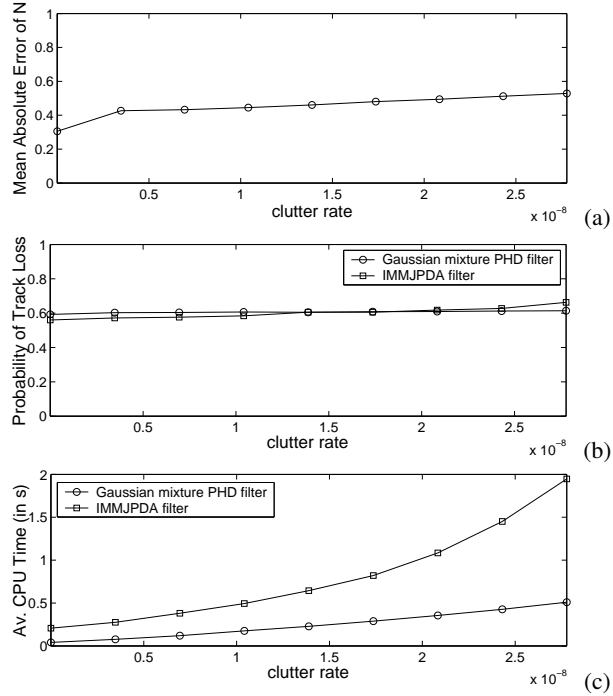 1
0.8
0.6
0.4
0.2
0
Mean Absolute Error of N
0.5
1
1.5
2
2.5
x 10⁻⁸
clutter rate
(a)
1
0.8
0.6
0.4
0.2
0
Probability of Track Loss
Gaussian mixture PHD filter
IMMJPDA filter
0.5
1
1.5
2
2.5
x 10⁻⁸
clutter rate
(b)
2
1.5
1
0.5
0
Av. CPU Time (in s)
Gaussian mixture PHD filter
IMMJPDA filter
0.5
1
1.5
2
2.5
x 10⁻⁸
clutter rate
(c)